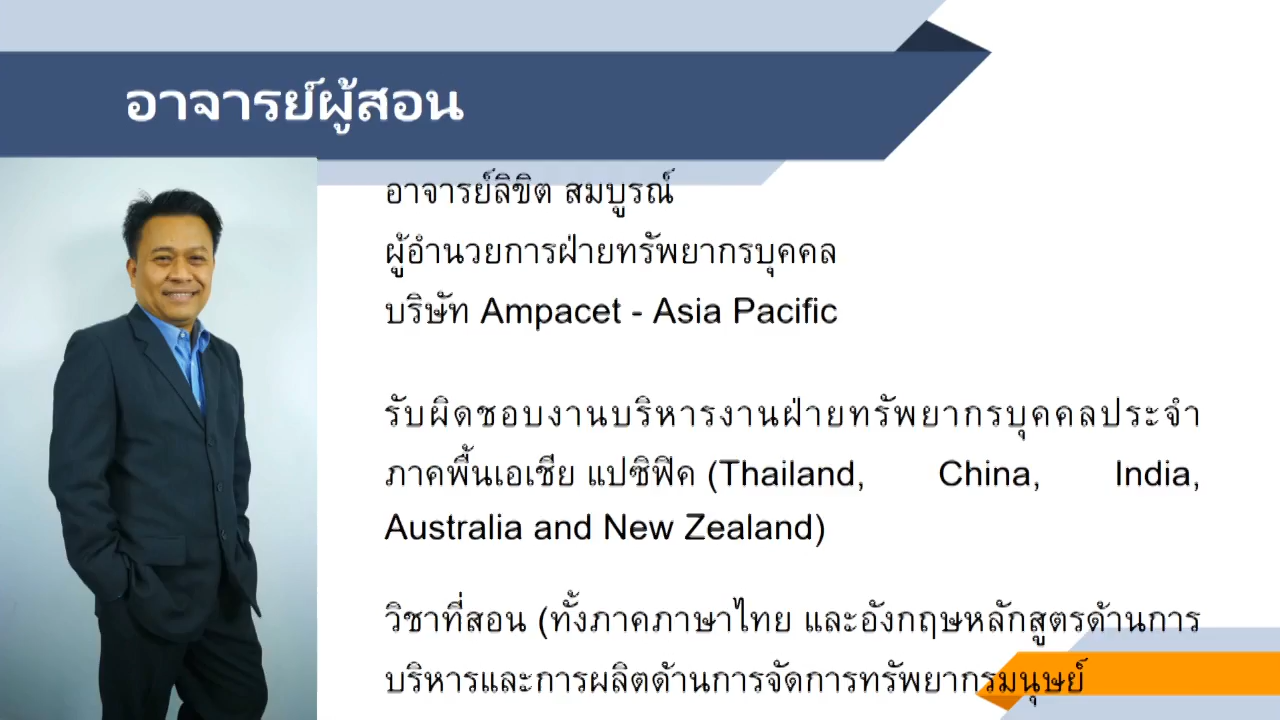 อาจารย์ผู้สอน
อาจารย์ลิขิต สมบูรณ์
ผู้อำนวยการฝ่ายทรัพยากรบุคคล
บริษัท Ampacet - Asia Pacific
รับผิดชอบงานบริหารงานฝ่ายทรัพยากรบุคคลประจำ
ภาคพื้นเอเชีย แปซิฟิค (Thailand, China, India,
Australia and New Zealand)
วิชาที่สอน (ทั้งภาคภาษาไทย และอังกฤษหลักสูตรด้านการ
บริหารและการผลิตด้านการจัดการทรัพยากรมนุษย์